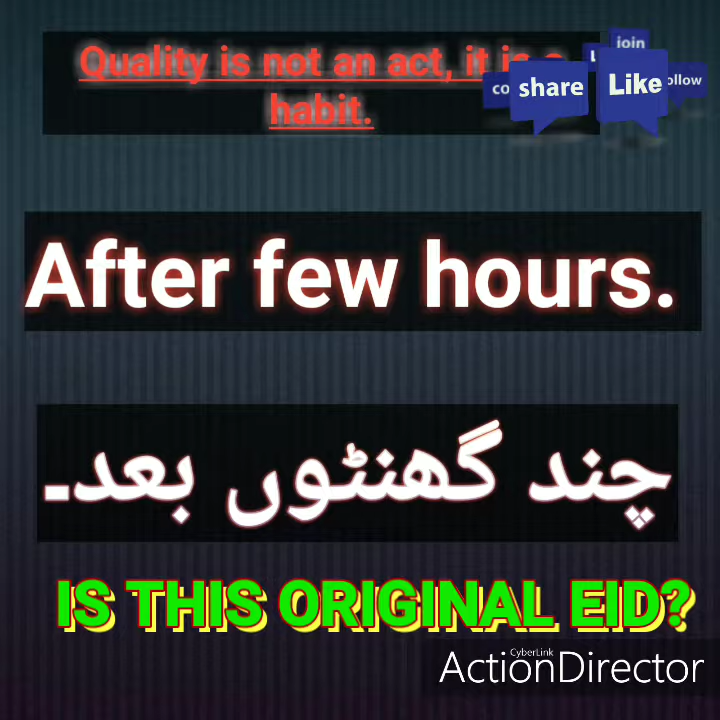 Quality is not an act, it is a
habit.
join
share
Like
After few hours.
چند گھنٹوں بعد۔
IS THIS ORIGINAL EID?
CyberLink
ActionDirector